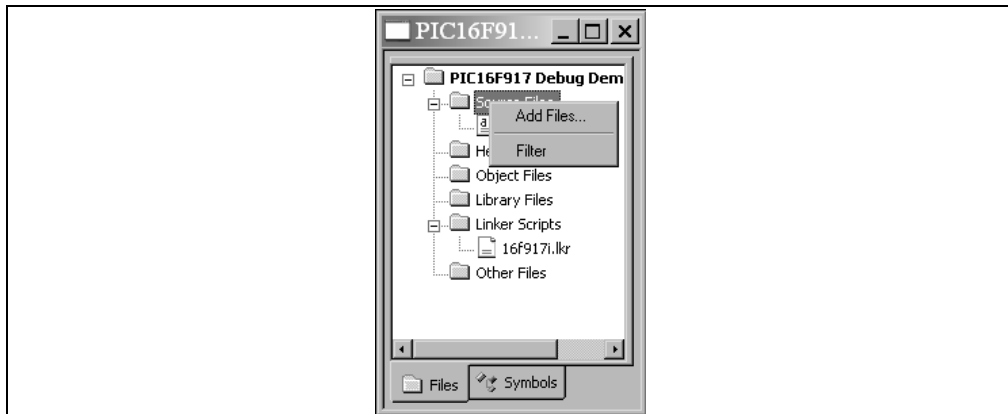 PIC16F91...
PIC16F917 Debug Dem
Add Files...
Filter
Object Files
Library Files
Linker Scripts
16f917i.lkr
Other Files
Files
Symbols